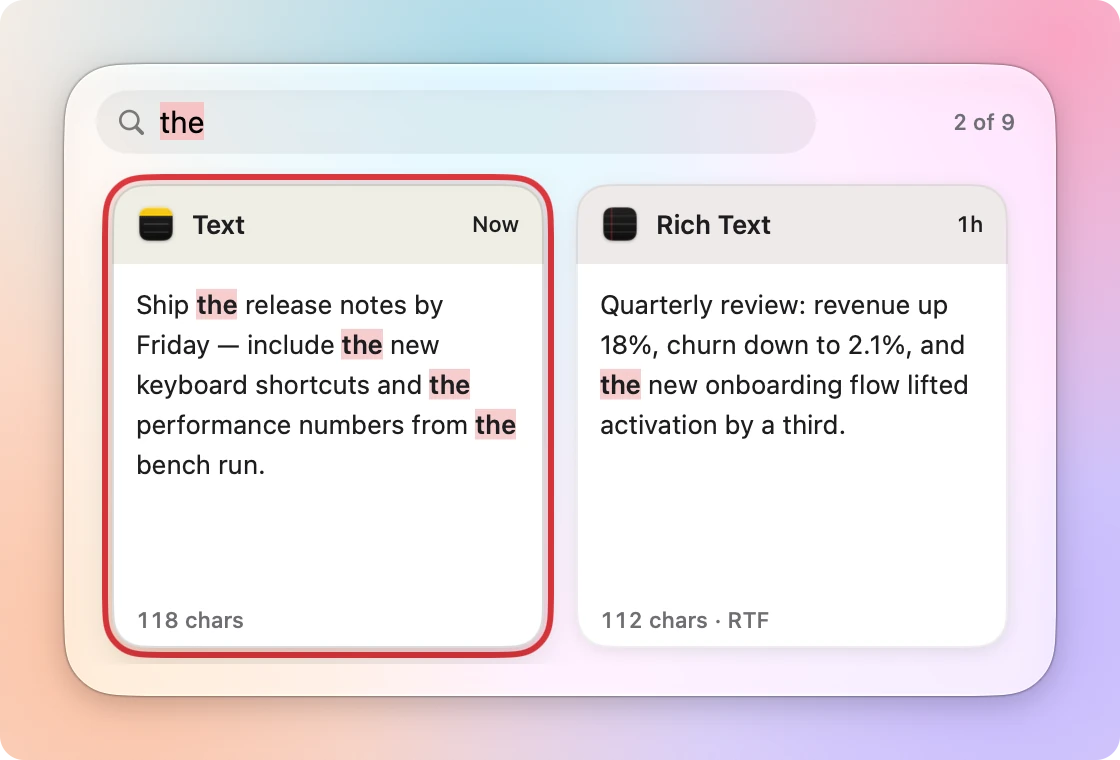 the
2 of 9
Text
Now
Ship the release notes by
Friday — include the new
keyboard shortcuts and the
performance numbers from the
bench run.
118 chars
Rich Text
1h
Quarterly review: revenue up
18%, churn down to 2.1%, and
the new onboarding flow lifted
activation by a third.
112 chars · RTF